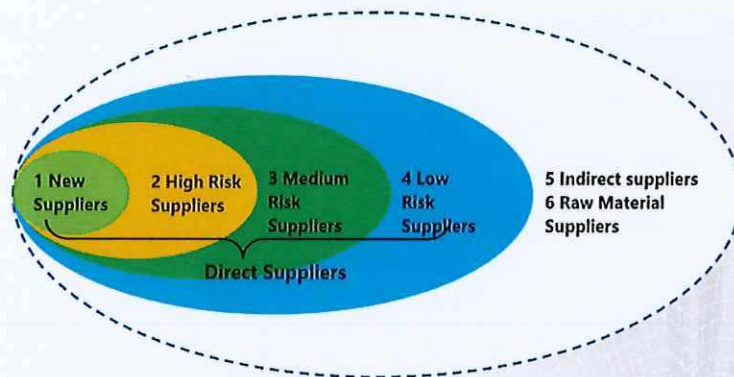 1 New
Suppliers
2 High Risk
Suppliers
3 Medium
Risk
Suppliers
4 Low
Risk
Suppliers
5 Indirect suppliers
6 Raw Material
Suppliers
Direct Suppliers